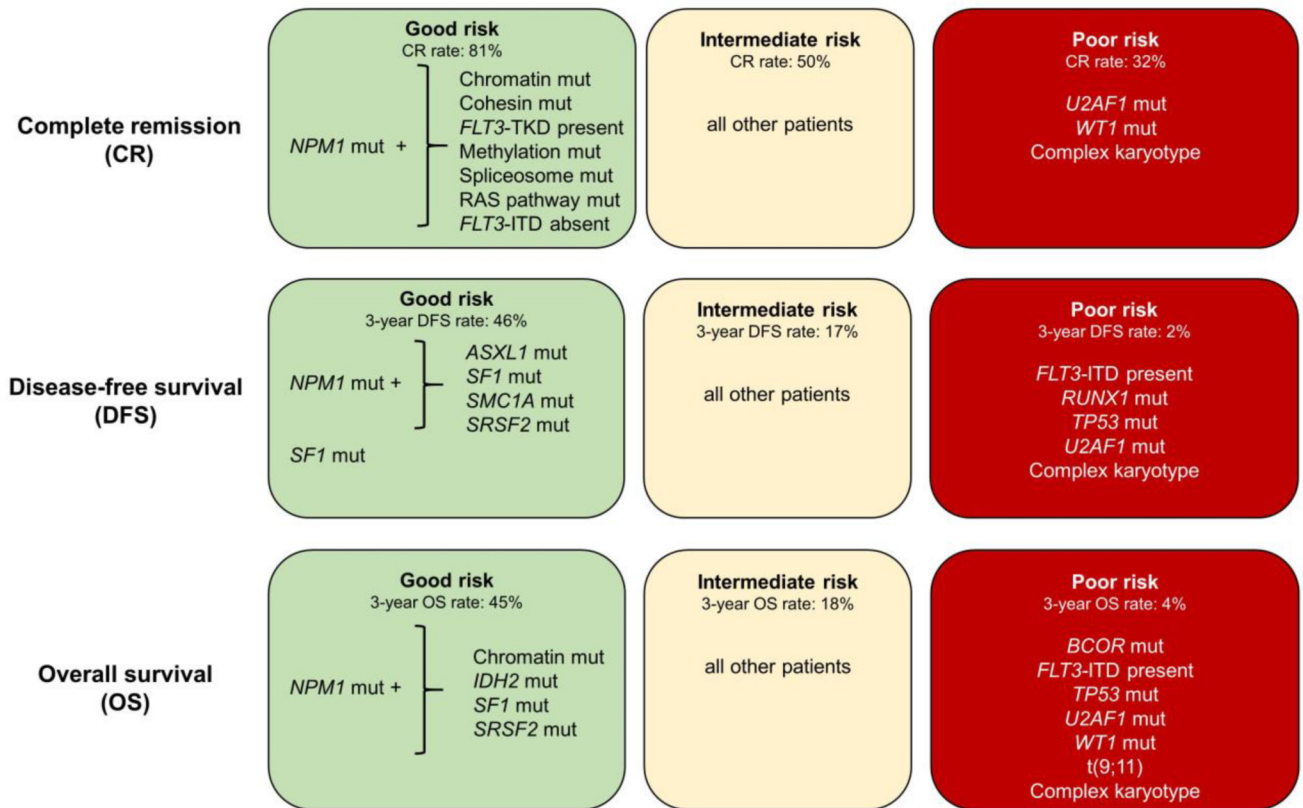 Complete remission
(CR)
Good risk
CR rate: 81%
NPM1 mut +
Chromatin mut
Cohesin mut
FLT3-TKD present
Methylation mut
Spliceosome mut
RAS pathway mut
FLT3-ITD absent
Intermediate risk
CR rate: 50%
all other patients
Poor risk
CR rate: 32%
U2AF1 mut
WT1 mut
Complex karyotype
Disease-free survival
(DFS)
Good risk
3-year DFS rate: 46%
NPM1 mut +
ASXL1 mut
SF1 mut
SMC1A mut
SRSF2 mut
SF1 mut
Intermediate risk
3-year DFS rate: 17%
all other patients
Poor risk
3-year DFS rate: 2%
FLT3-ITD present
RUNX1 mut
TP53 mut
U2AF1 mut
Complex karyotype
Overall survival
(OS)
Good risk
3-year OS rate: 45%
NPM1 mut +
Chromatin mut
IDH2 mut
SF1 mut
SRSF2 mut
Intermediate risk
3-year OS rate: 18%
all other patients
Poor risk
3-year OS rate: 4%
BCOR mut
FLT3-ITD present
TP53 mut
U2AF1 mut
WT1 mut
t(9;11)
Complex karyotype